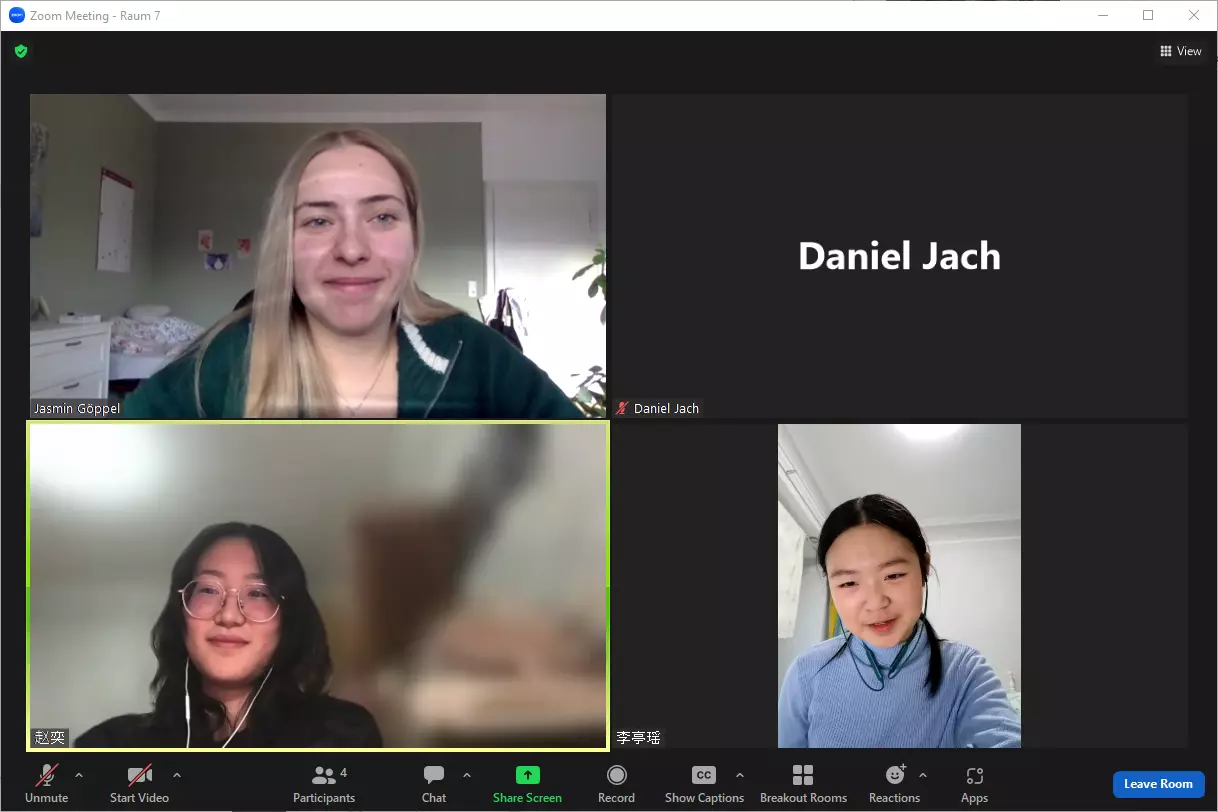 Zoom Meeting - Raum 7
View
Daniel Jach
Jasmin Göppel
Daniel Jach
赵奕
李亭瑶
Unmute
Start Video
Participants
4
Chat
Share Screen
Record
CC
Show Captions
Breakout Rooms
Reactions
Apps
Leave Room